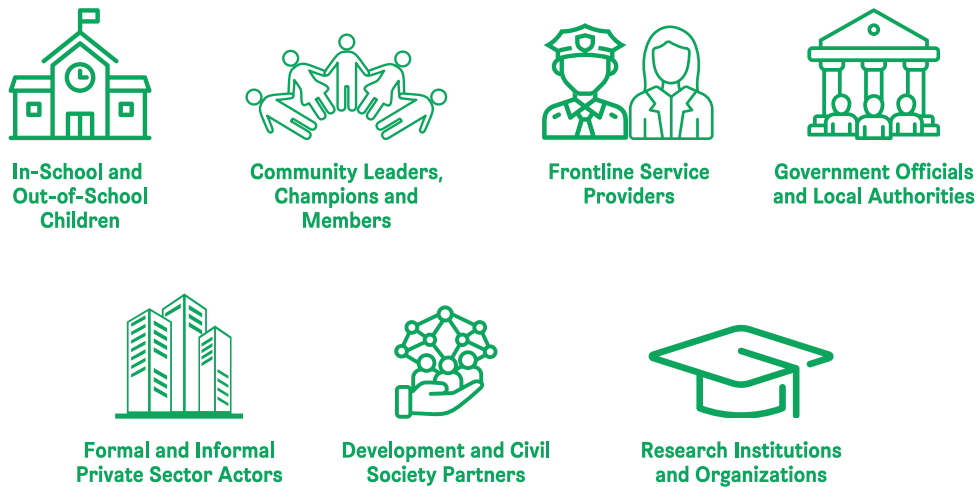 In-School and
Out-of-School
Children
Community Leaders,
Champions and
Members
Frontline Service
Providers
Government Officials
and Local Authorities
Formal and Informal
Private Sector Actors
Development and Civil
Society Partners
Research Institutions
and Organizations